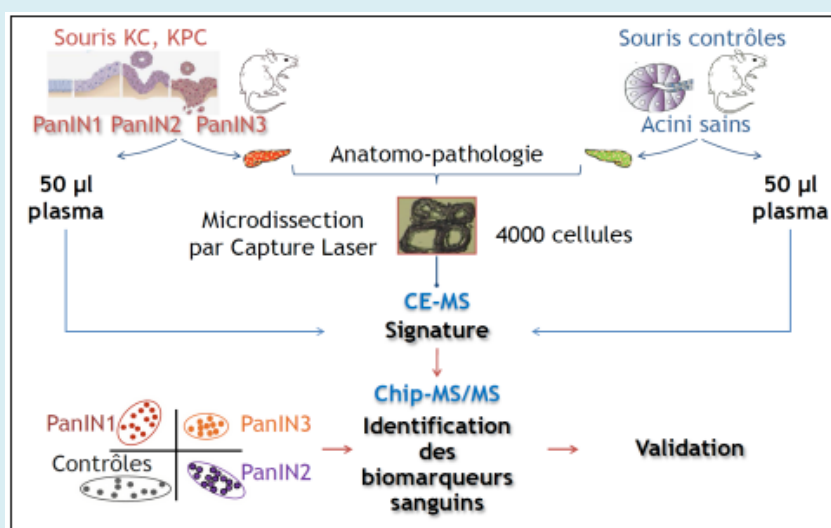 Souris KC, KPC
PanIN1 PanIN2 PanIN3
Souris contrôles
Acini sains
50 µl
plasma
Anatomo-pathologie
50 µl
plasma
Microdissection
par Capture Laser
4000 cellules
CE-MS
Signature
Chip-MS/MS
Identification
des
biomarqueurs
sanguins
PanIN1
PanIN3
Contrôles
PanIN2
Validation